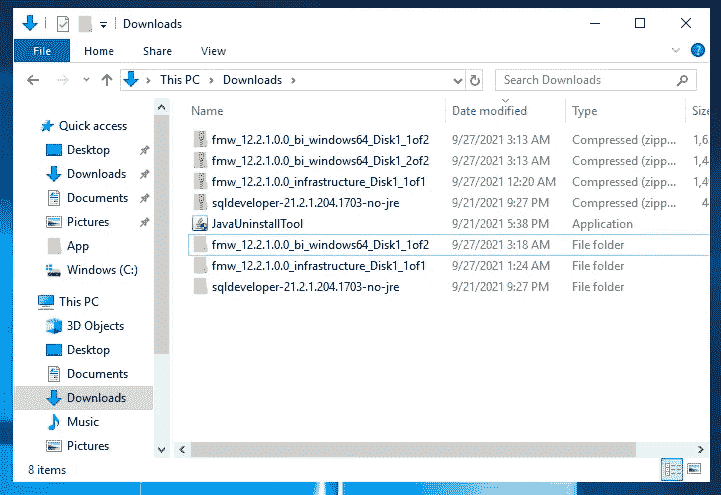 Downloads
File Home Share View
This PC Downloads Search Downloads
Name Date modified Type Size
Quick access
Desktop
Downloads
Documents
Pictures
App
Windows (C:)
This PC
3D Objects
Desktop
Documents
Downloads
Music
Pictures
fmw_12.2.1.0.0_bi_windows64_Disk1_1of2 9/27/2021 3:13 AM Compressed (zipp... 1,6
fmw_12.2.1.0.0_bi_windows64_Disk1_2of2 9/27/2021 3:13 AM Compressed (zipp... 1,4
fmw_12.2.1.0.0_infrastructure_Disk1_1of1 9/27/2021 12:20 AM Compressed (zipp... 1,4
sqldeveloper-21.2.1.204.1703-no-jre 9/21/2021 9:27 PM Compressed (zipp... 4
JavaUninstallTool 9/21/2021 5:38 PM Application
fmw_12.2.1.0.0_bi_windows64_Disk1_1of2 9/27/2021 3:18 AM File folder
fmw_12.2.1.0.0_infrastructure_Disk1_1of1 9/27/2021 1:24 AM File folder
sqldeveloper-21.2.1.204.1703-no-jre 9/21/2021 9:27 PM File folder
8 items